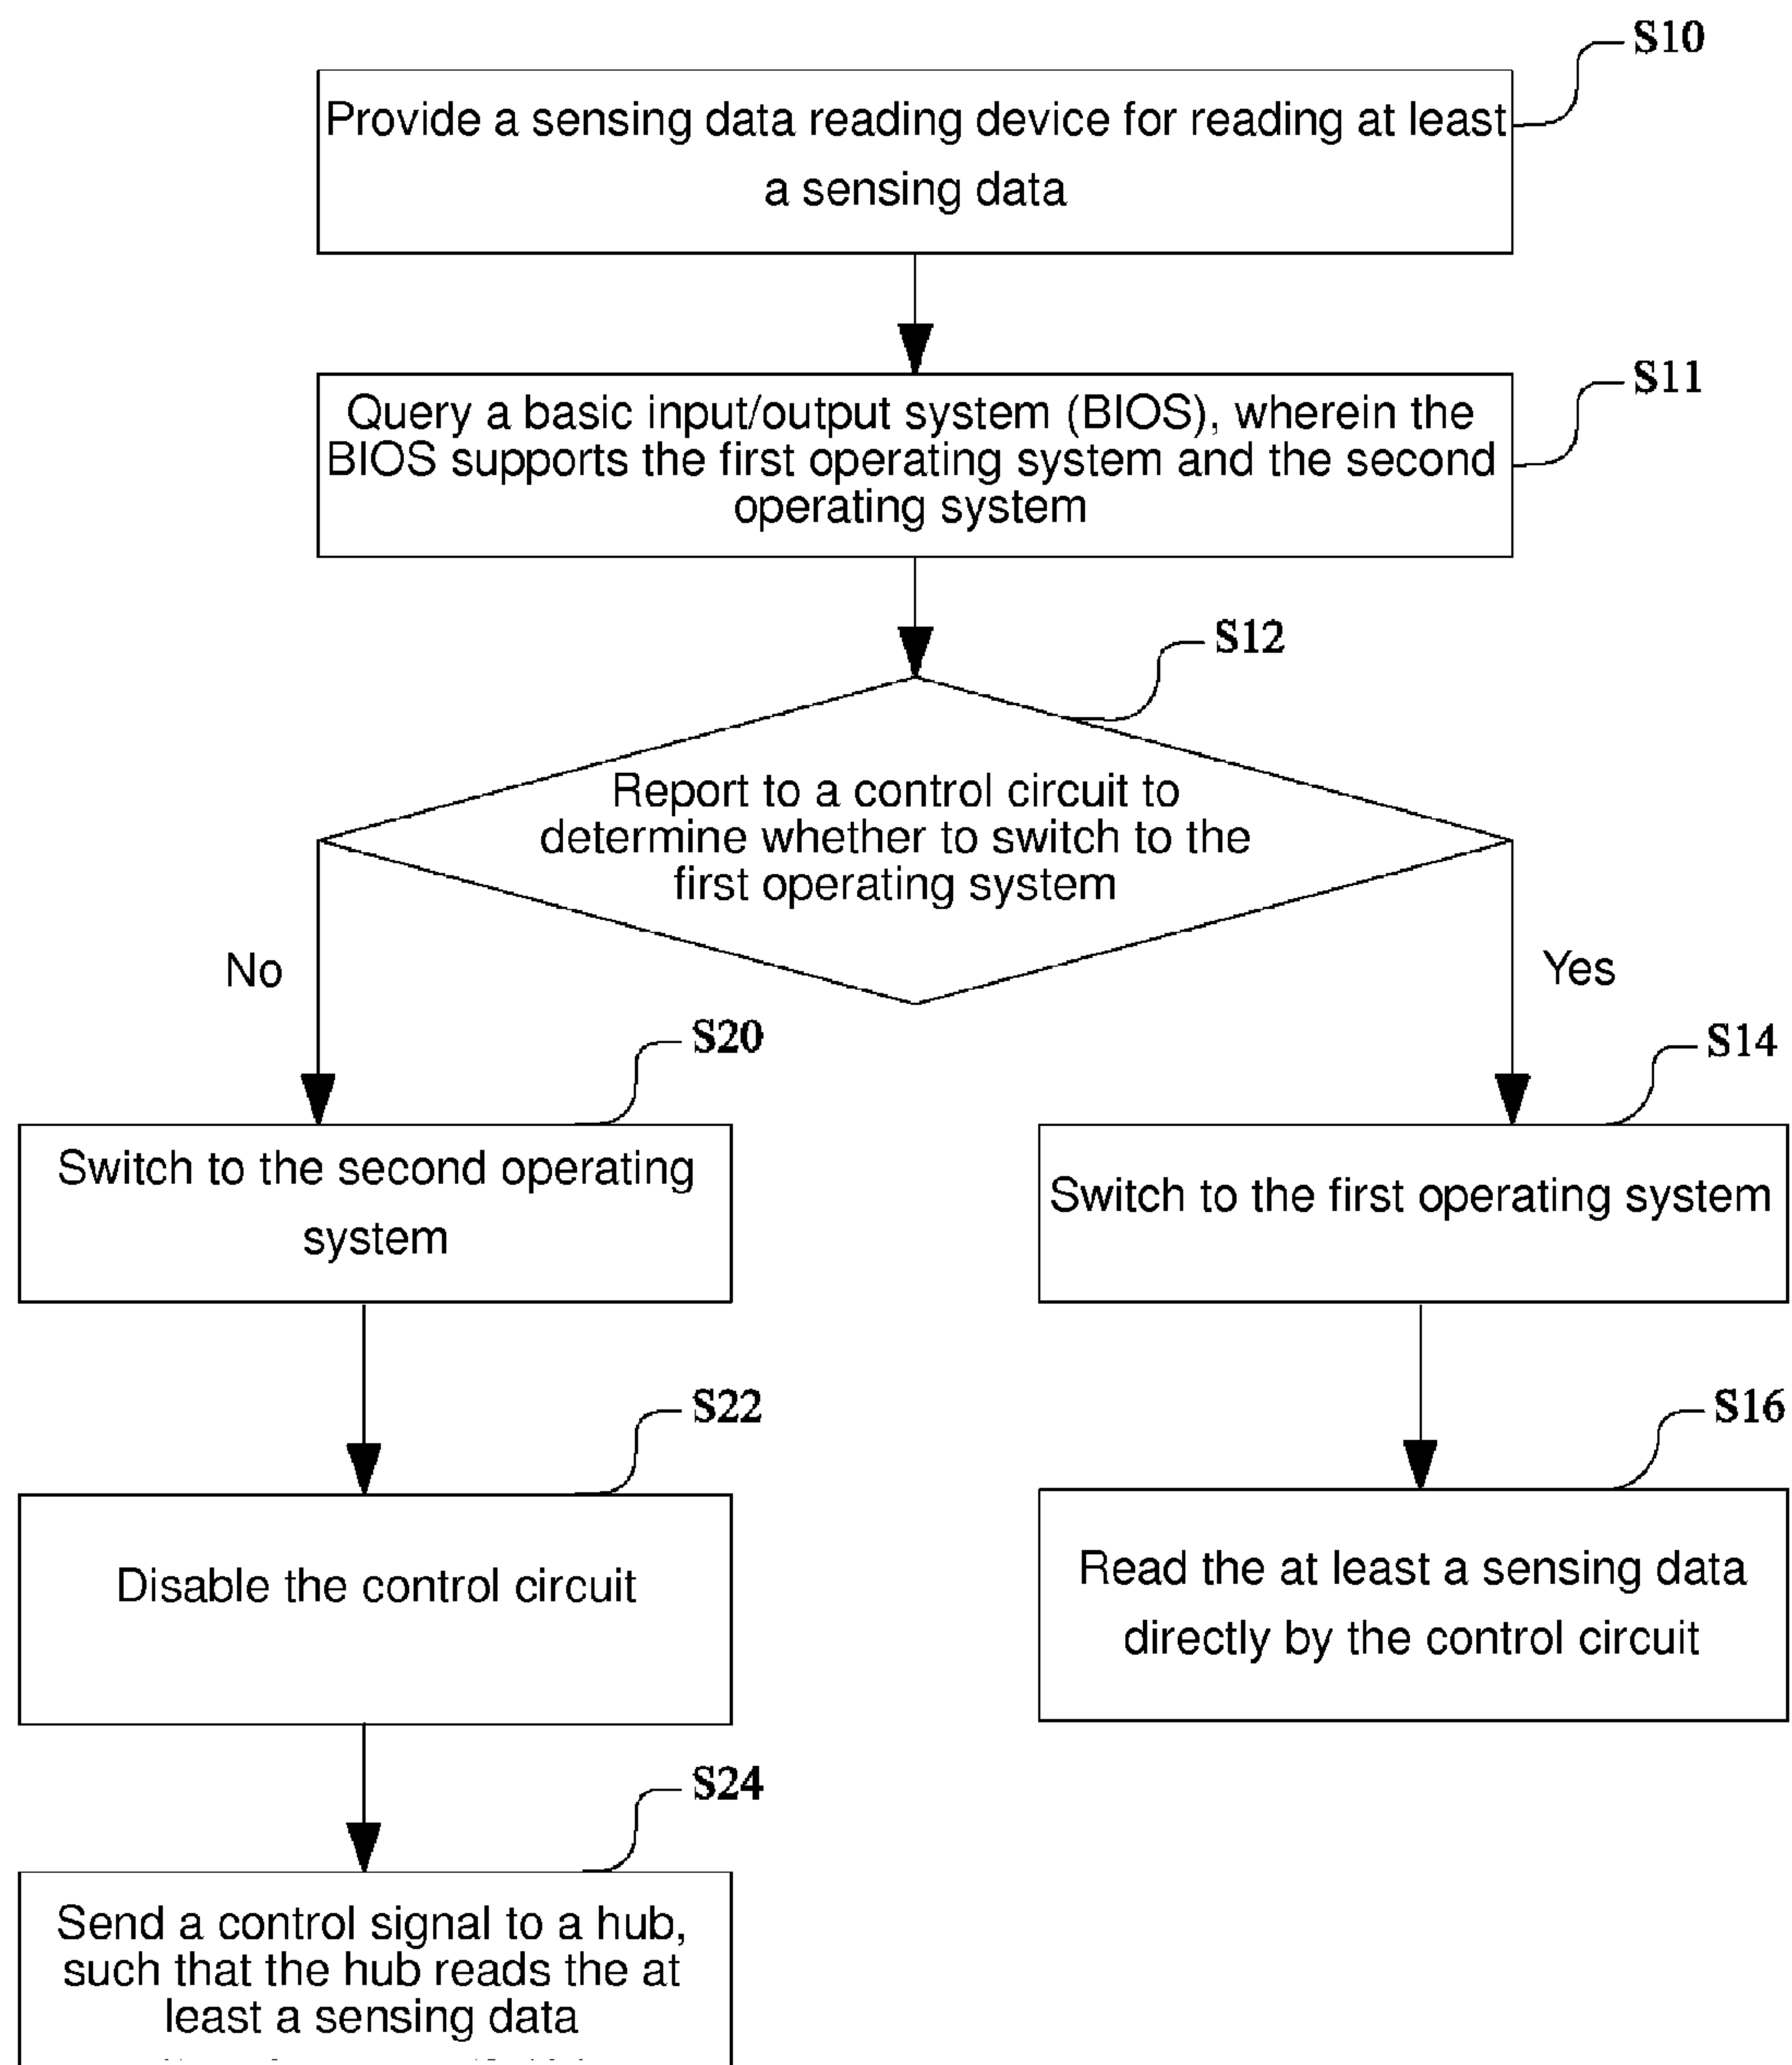 S10
Provide a sensing data reading device for reading at least
a sensing data
S11
Query a basic input/output system (BIOS), wherein the
BIOS supports the first operating system and the second
operating system
S12
Report to a control circuit to
determine whether to switch to the
first operating system
No
Yes
S20
S14
Switch to the second operating
system
Switch to the first operating system
S22
S16
Disable the control circuit
Read the at least a sensing data
directly by the control circuit
S24
Send a control signal to a hub,
such that the hub reads the at
least a sensing data